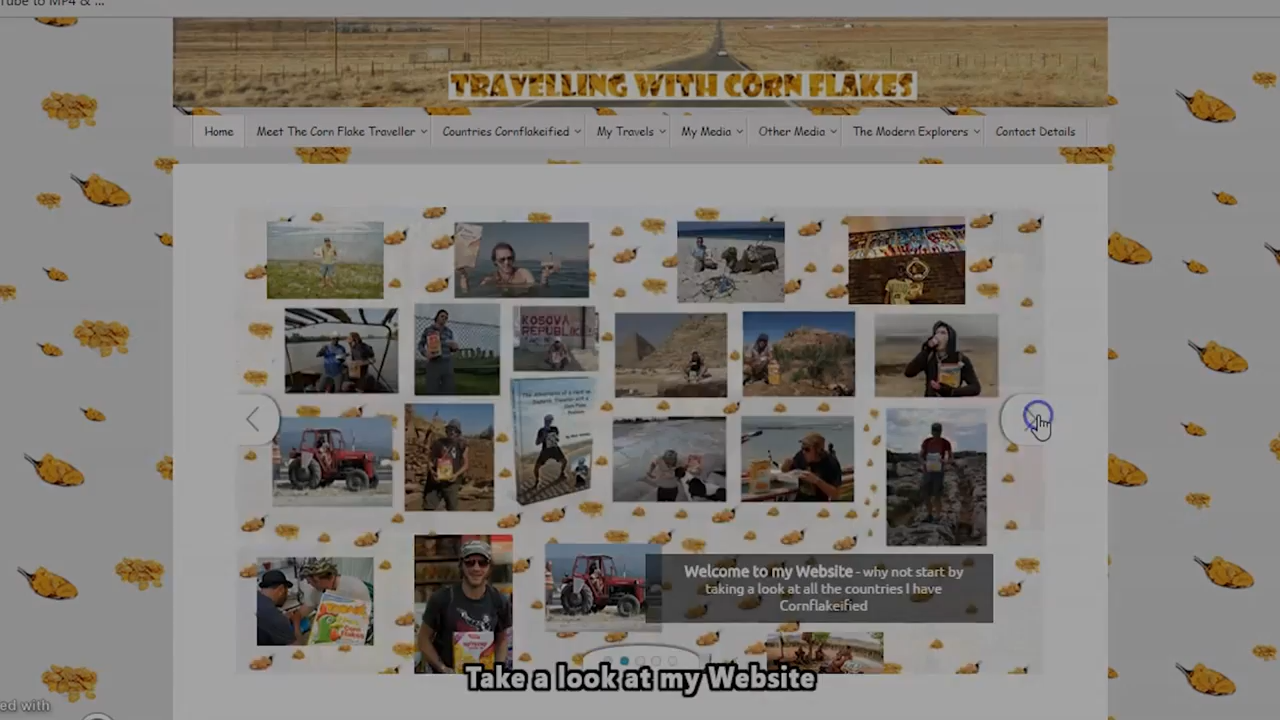 Tube to MP4 & ...
TRAVELLING WITH CORN FLAKES
Home
Meet The Corn Flake Traveller
Countries Cornflakeified
My Travels
My Media
Other Media
The Modern Explorers
Contact Details
KOSOVA
REPUBLIK
Welcome to my Website - why not start by
taking a look at all the countries I have
Cornflakeified
Take a look at my Website
ed with